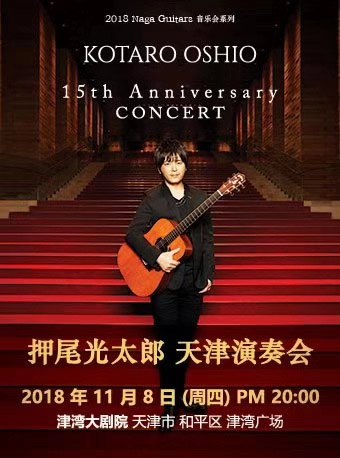 2018 Naga Guitars 音乐会系列
KOTARO OSHIO
15th Anniversary
CONCERT
押尾光太郎 天津演奏会
2018 年 11 月 8 日 (周四) PM 20:00
津湾大剧院 天津市 和平区 津湾广场